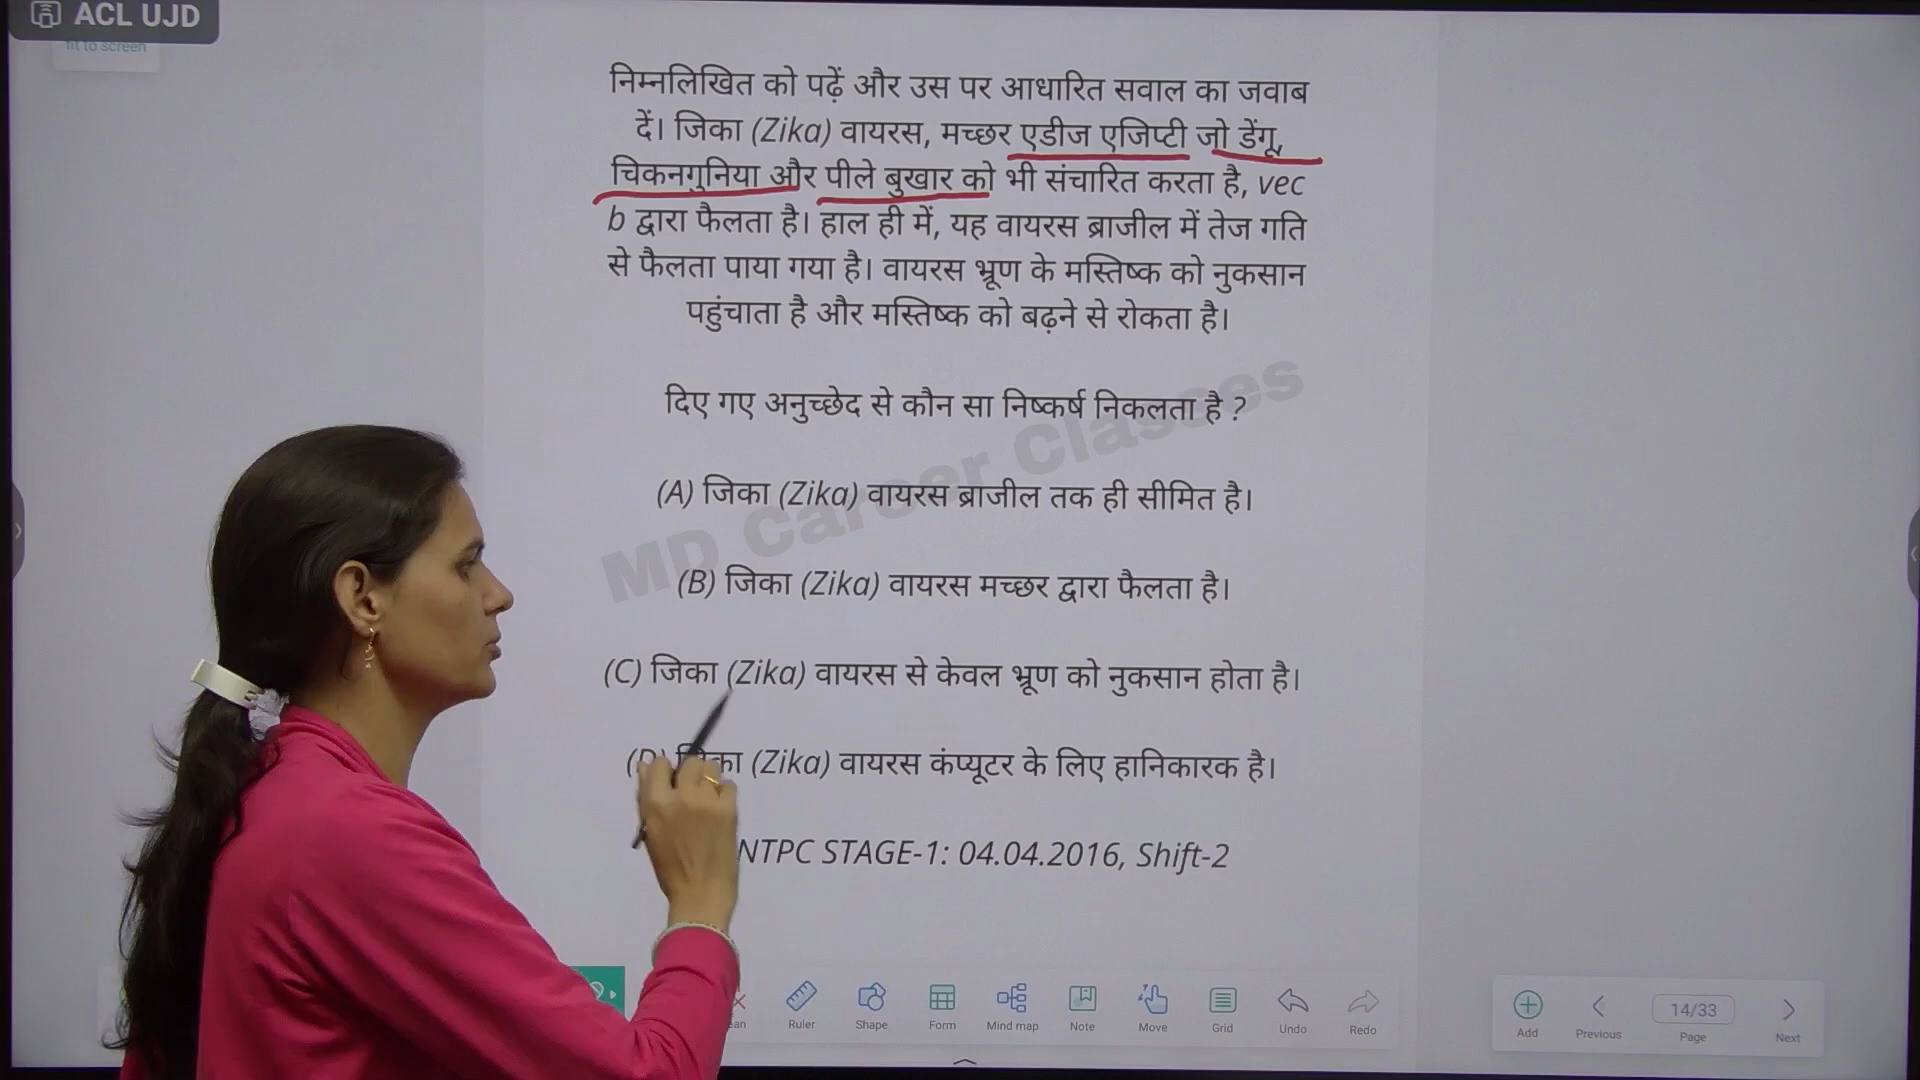 ACL UJD
fit to screen
निम्नलिखित को पढ़ें और उस पर आधारित सवाल का जवाब
दें। जिका (Zika) वायरस, मच्छर एडीज एजिप्टी जो डेंगू,
चिकनगुनिया और पीले बुखार को भी संचारित करता है, vec
b द्वारा फैलता है। हाल ही में, यह वायरस ब्राजील में तेज गति
से फैलता पाया गया है। वायरस भ्रूण के मस्तिष्क को नुकसान
पहुंचाता है और मस्तिष्क को बढ़ने से रोकता है।
दिए गए अनुच्छेद से कौन सा निष्कर्ष निकलता है ?
MD Career Classes
(A) जिका (Zika) वायरस ब्राजील तक ही सीमित है।
(B) जिका (Zika) वायरस मच्छर द्वारा फैलता है।
(C) जिका (Zika) वायरस से केवल भ्रूण को नुकसान होता है।
(D) जिका (Zika) वायरस कंप्यूटर के लिए हानिकारक है।
NTPC STAGE-1: 04.04.2016, Shift-2
Ruler Shape Form Mind map Note Move Grid Undo Redo
Add Previous 14/33 Page Next